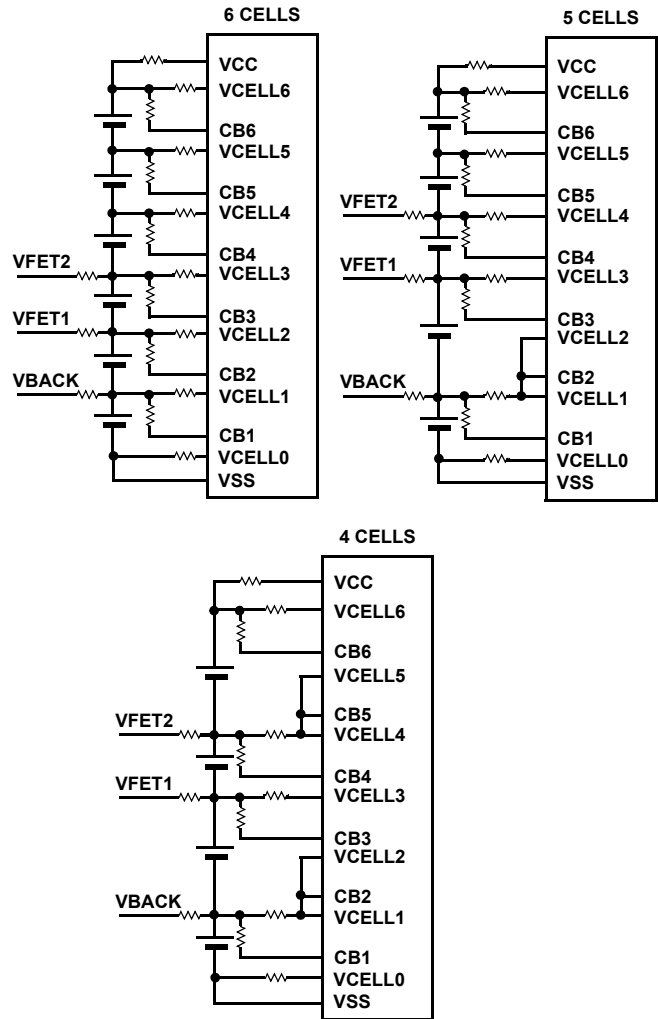 6 CELLS
VCC
VCELL6
CB6
VCELL5
CB5
VCELL4
CB4
VFET2
VCELL3
CB3
VFET1
VCELL2
CB2
VBACK
VCELL1
CB1
VCELL0
VSS
5 CELLS
VCC
VCELL6
CB6
VCELL5
CB5
VFET2
VCELL4
CB4
VFET1
VCELL3
CB3
VCELL2
CB2
VBACK
VCELL1
CB1
VCELL0
VSS
4 CELLS
VCC
VCELL6
CB6
VCELL5
CB5
VFET2
VCELL4
CB4
VFET1
VCELL3
CB3
VCELL2
CB2
VBACK
VCELL1
CB1
VCELL0
VSS